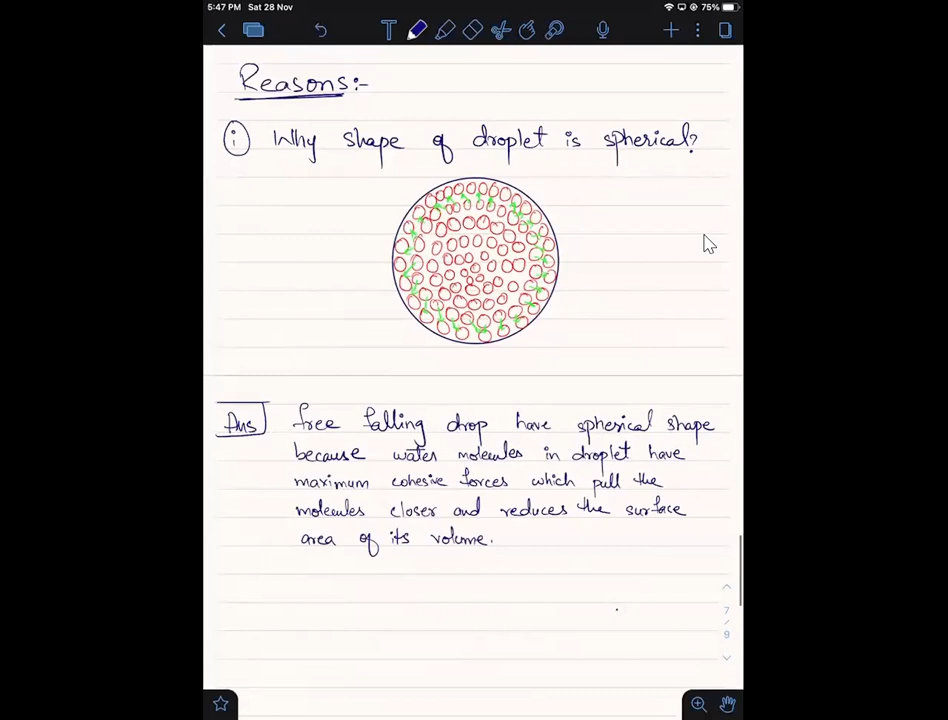 5:47 PM Sat 28 Nov
75%
T
Reasons:-
i Why shape of droplet is spherical?
Ans free falling drop have spherical shape
because water molecules in droplet have
maximum cohesive forces which pull the
molecules closer and reduces the surface
area of its volume.
7
/
9